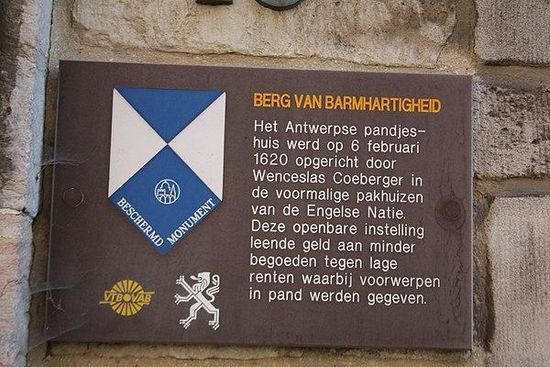 BERG VAN BARMHARTIGHEID
Het Antwerpse pandjes-
huis werd op 6 februari
1620 opgericht door
Wenceslas Coeberger in
de voormalige pakhuizen
van de Engelse Natie.
Deze openbare instelling
leende geld aan minder
begoeden tegen lage
renten waarbij voorwerpen
in pand werden gegeven.
BESCHERMD MONUMENT
VTB VAB